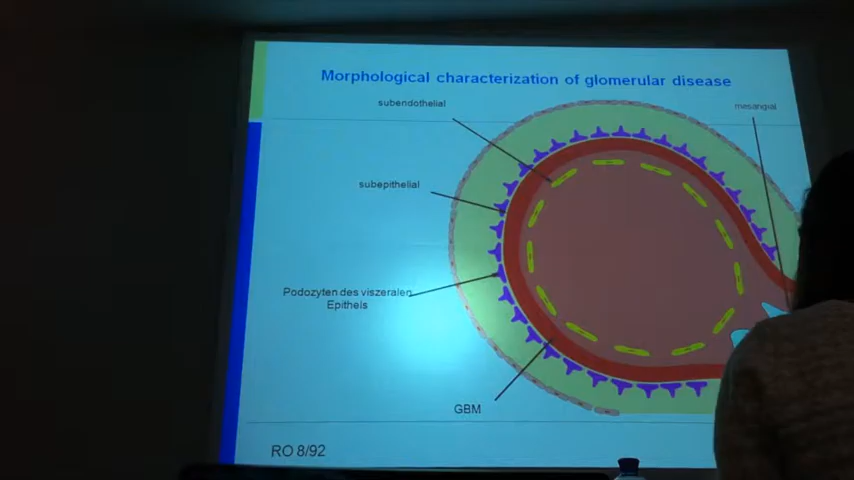 Morphological characterization of glomerular disease
subendothelial
mesangial
subepithelial
Podozyten des viszeralen
Epithels
GBM
RO 8/92